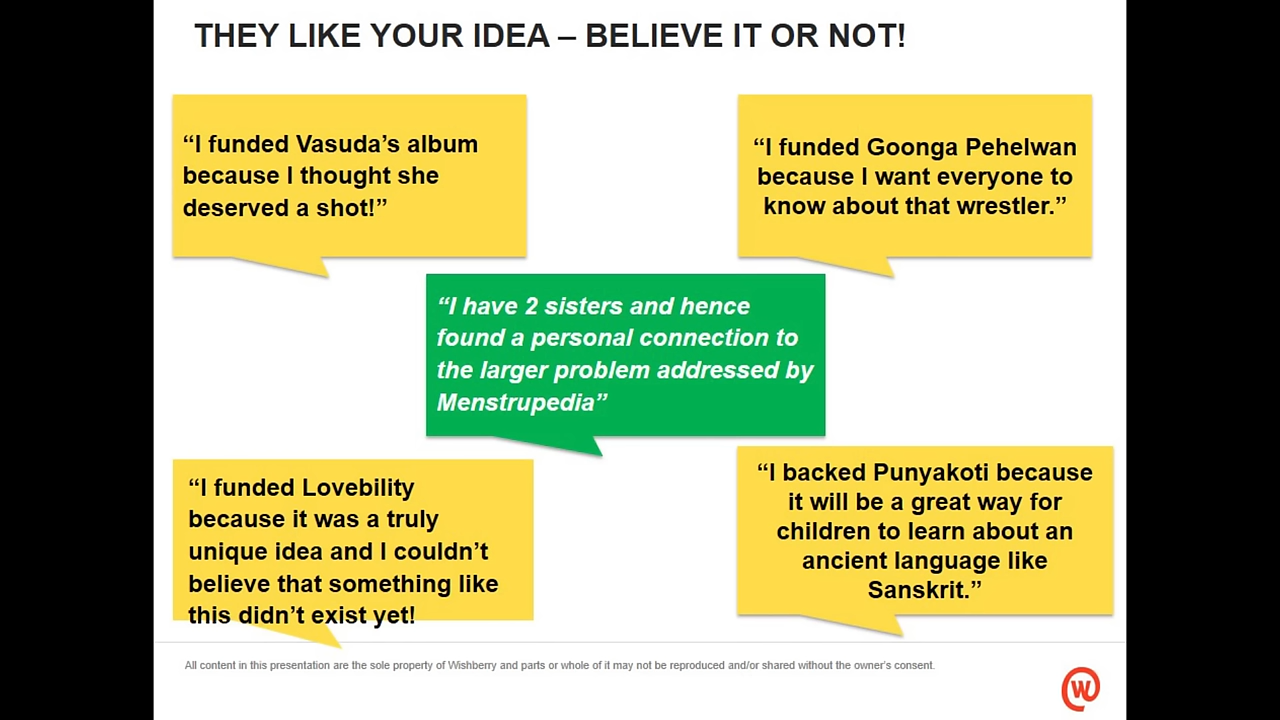 THEY LIKE YOUR IDEA – BELIEVE IT OR NOT!
“I funded Vasuda’s album
because I thought she
deserved a shot!”
“I funded Goonga Pehelwan
because I want everyone to
know about that wrestler.”
“I have 2 sisters and hence
found a personal connection to
the larger problem addressed by
Menstrupedia”
“I funded Lovebility
because it was a truly
unique idea and I couldn’t
believe that something like
this didn’t exist yet!
“I backed Punyakoti because
it will be a great way for
children to learn about an
ancient language like
Sanskrit.”
All content in this presentation are the sole property of Wishberry and parts or whole of it may not be reproduced and/or shared without the owner’s consent.
W